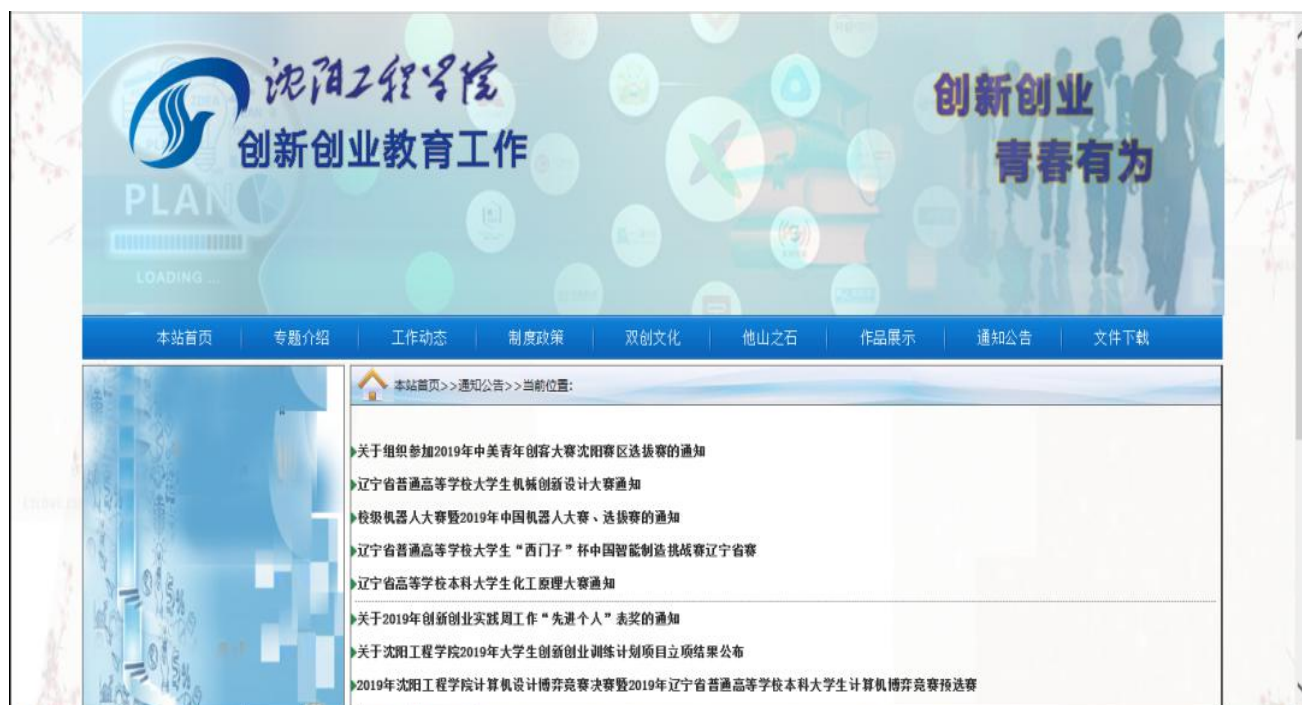 沈阳工程学院
创新创业教育工作
创新创业
青春有为
PLAN
LOADING...
本站首页 专题介绍 工作动态 制度政策 双创文化 他山之石 作品展示 通知公告 文件下载
本站首页>>通知公告>>当前位置:
关于组织参加2019年中美青年创客大赛沈阳赛区选拔赛的通知
辽宁省普通高等学校大学生机械创新设计大赛通知
校级机器人大赛暨2019年中国机器人大赛、选拔赛的通知
辽宁省普通高等学校大学生“西门子”杯中国智能制造挑战赛辽宁省赛
辽宁省高等学校本科大学生化工原理大赛通知
关于2019年创新创业实践周工作“先进个人”表奖的通知
关于沈阳工程学院2019年大学生创新创业训练计划项目立项结果公布
2019年沈阳工程学院计算机设计博弈竞赛决赛暨2019年辽宁省普通高等学校本科大学生计算机博弈竞赛预选赛